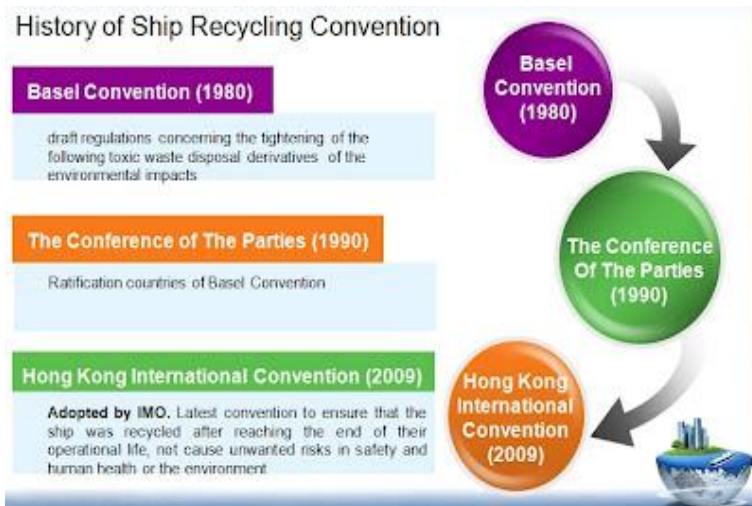 History of Ship Recycling Convention
Basel Convention (1980)
draft regulations concerning the tightening of the
following toxic waste disposal derivatives of the
environmental impacts
The Conference of The Parties (1990)
Ratification countries of Basel Convention
Hong Kong International Convention (2009)
Adopted by IMO. Latest convention to ensure that the
ship was recycled after reaching the end of their
operational life, not cause unwanted risks in safety and
human health or the environment
Basel
Convention
(1980)
The Conference
Of The Parties
(1990)
Hong Kong
International
Convention
(2009)